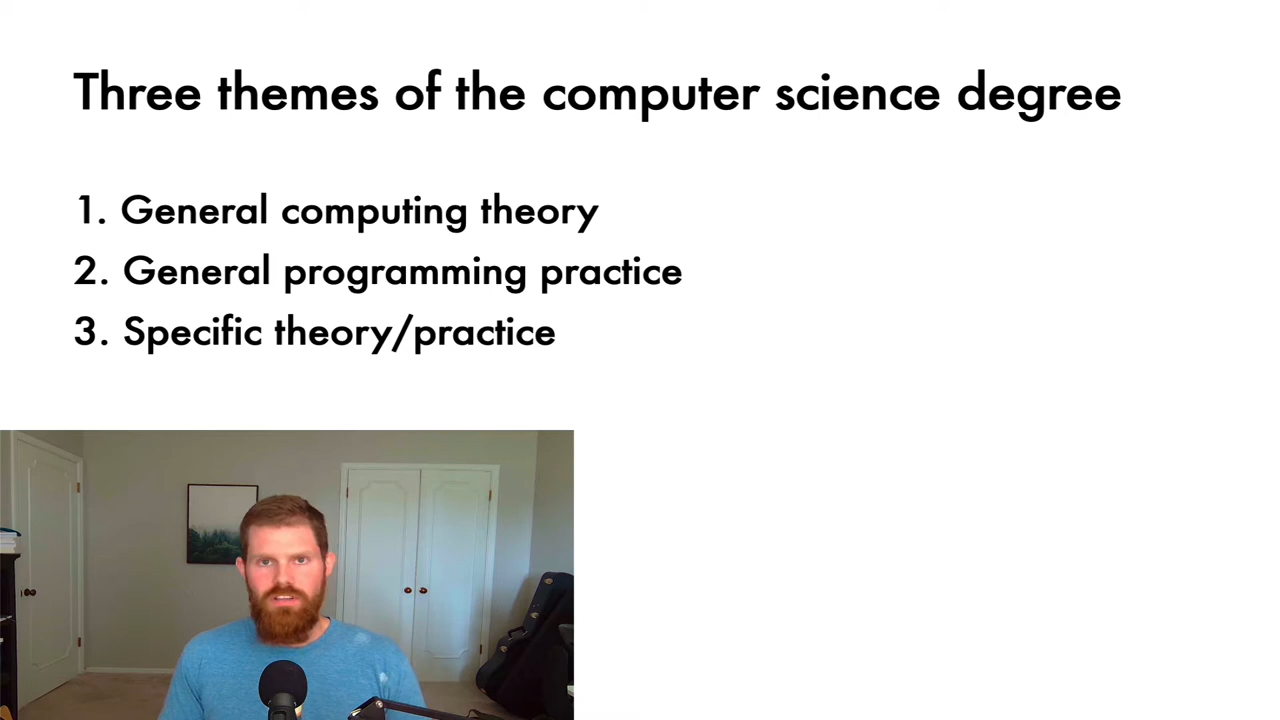 Three themes of the computer science degree
1. General computing theory
2. General programming practice
3. Specific theory/practice